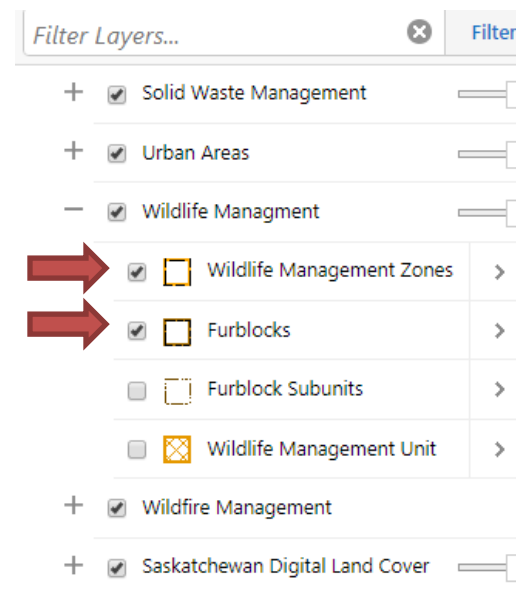 Filter Layers...
Filter
Solid Waste Management
Urban Areas
Wildlife Managment
Wildlife Management Zones
Furblocks
Furblock Subunits
Wildlife Management Unit
Wildfire Management
Saskatchewan Digital Land Cover